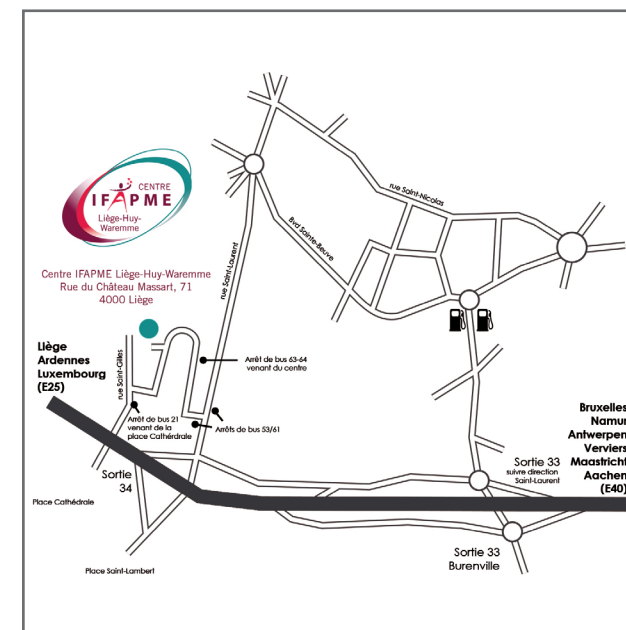 rue Saint-Nicolas
CENTRE
IFAPME
Liège-Huy-
Waremme
Bvd Sainte-Beuve
rue Saint-Laurent
Centre IFAPME Liège-Huy-Waremme
Rue du Château Massart, 71
4000 Liège
Liège
Ardennes
Luxembourg
(E25)
rue Saint-Gilles
Arrêt de bus 63-64
venant du centre
Arrêt de bus 21
venant de la
place Cathédrale
Arrêts de bus 53/61
Bruxelles
Namur
Antwerpen
Verviers
Maastricht
Aachen
(E40)
Sortie 33
suivre direction
Saint-Laurent
Sortie
34
Place Cathédrale
Sortie 33
Burenville
Place Saint-Lambert